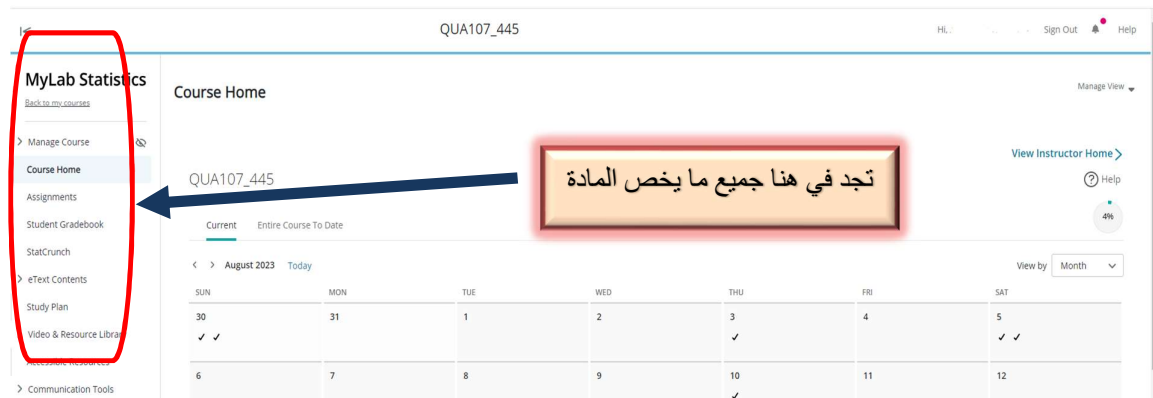 QUA107_445
Hi,
Sign Out
Help
MyLab Statistics
Back to my courses
Manage Course
Course Home
Assignments
Student Gradebook
StatCrunch
eText Contents
Study Plan
Video & Resource Library
Accessible Resources
Communication Tools
Course Home
Manage View
تجد في هنا جميع ما يخص المادة
View Instructor Home
QUA107_445
Help
4%
Current Entire Course To Date
August 2023 Today
View by Month
SUN MON TUE WED THU FRI SAT
30 31 1 2 3 4 5
6 7 8 9 10 11 12